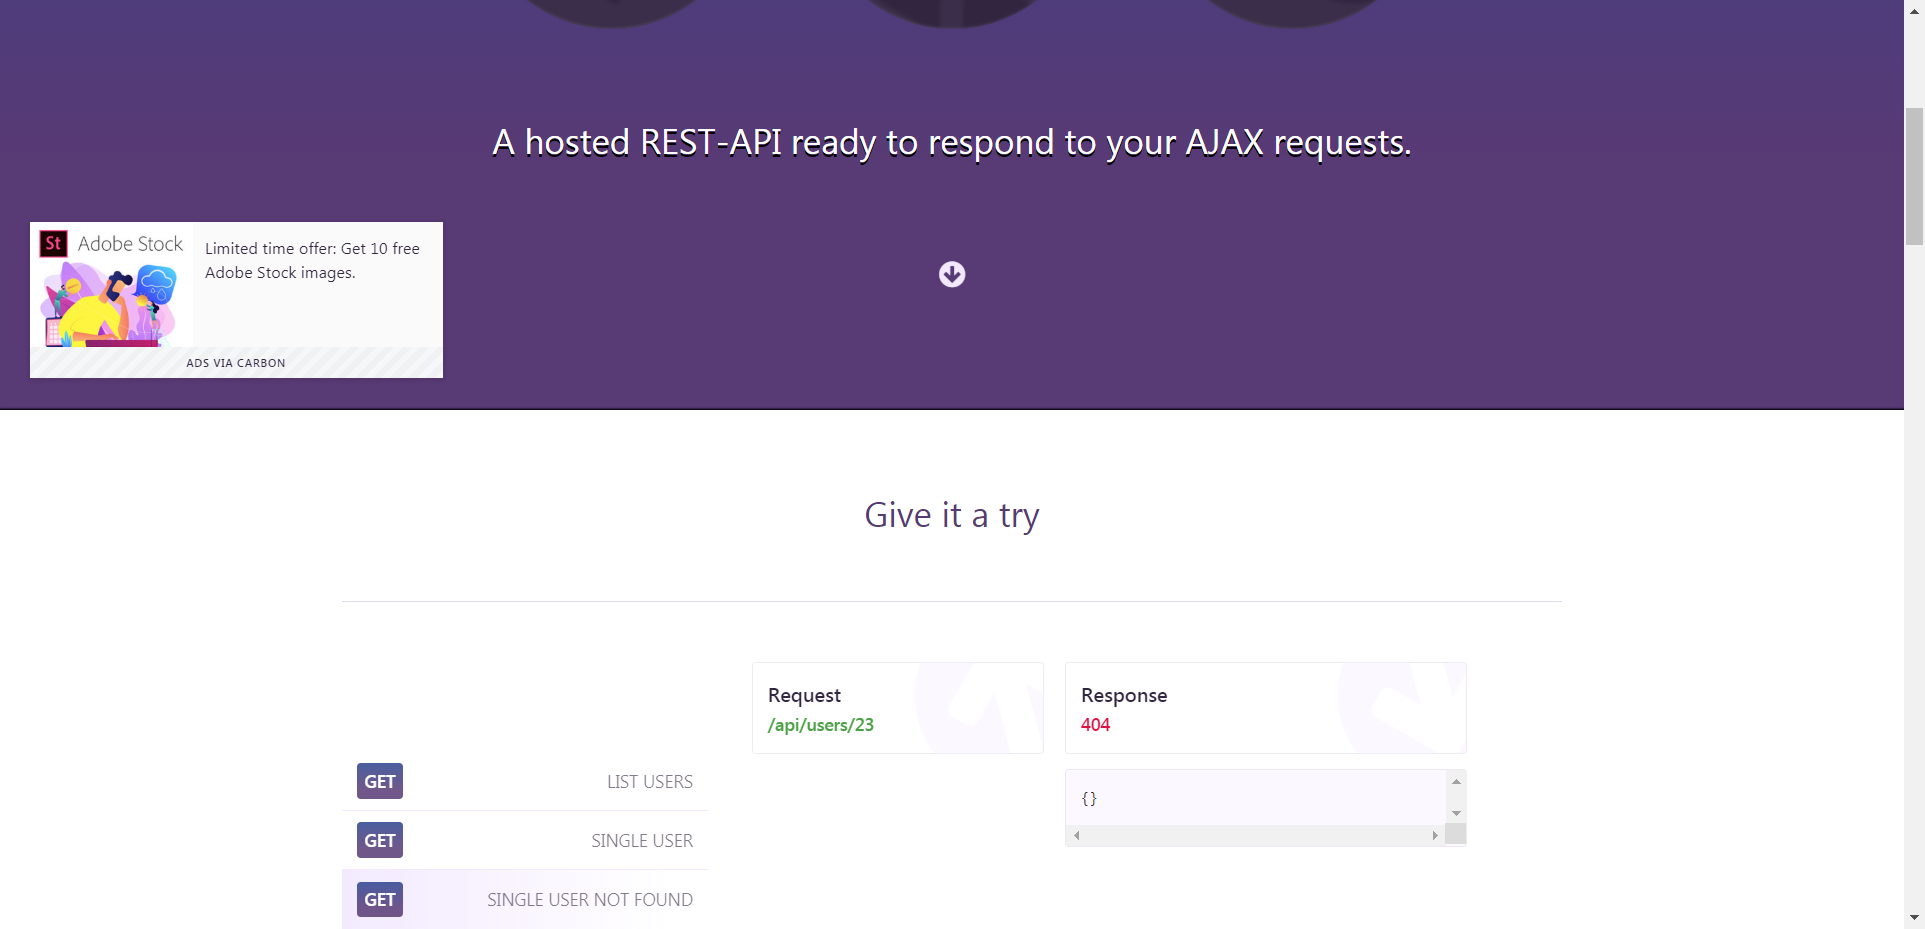 A hosted REST-API ready to respond to your AJAX requests.
St Adobe Stock
Limited time offer: Get 10 free
Adobe Stock images.
ADS VIA CARBON
Give it a try
Request
/api/users/23
Response
404
{}
GET LIST USERS
GET SINGLE USER
GET SINGLE USER NOT FOUND